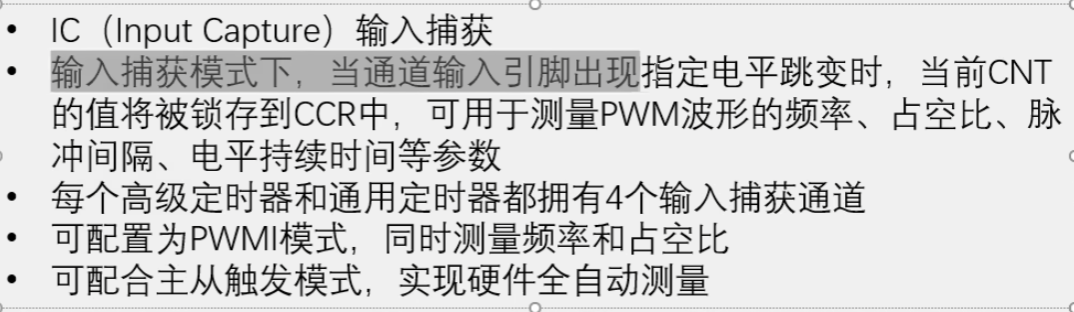 • IC（Input Capture）输入捕获
• 输入捕获模式下，当通道输入引脚出现指定电平跳变时，当前CNT
的值将被锁存到CCR中，可用于测量PWM波形的频率、占空比、脉
冲间隔、电平持续时间等参数
• 每个高级定时器和通用定时器都拥有4个输入捕获通道
• 可配置为PWMI模式，同时测量频率和占空比
• 可配合主从触发模式，实现硬件全自动测量